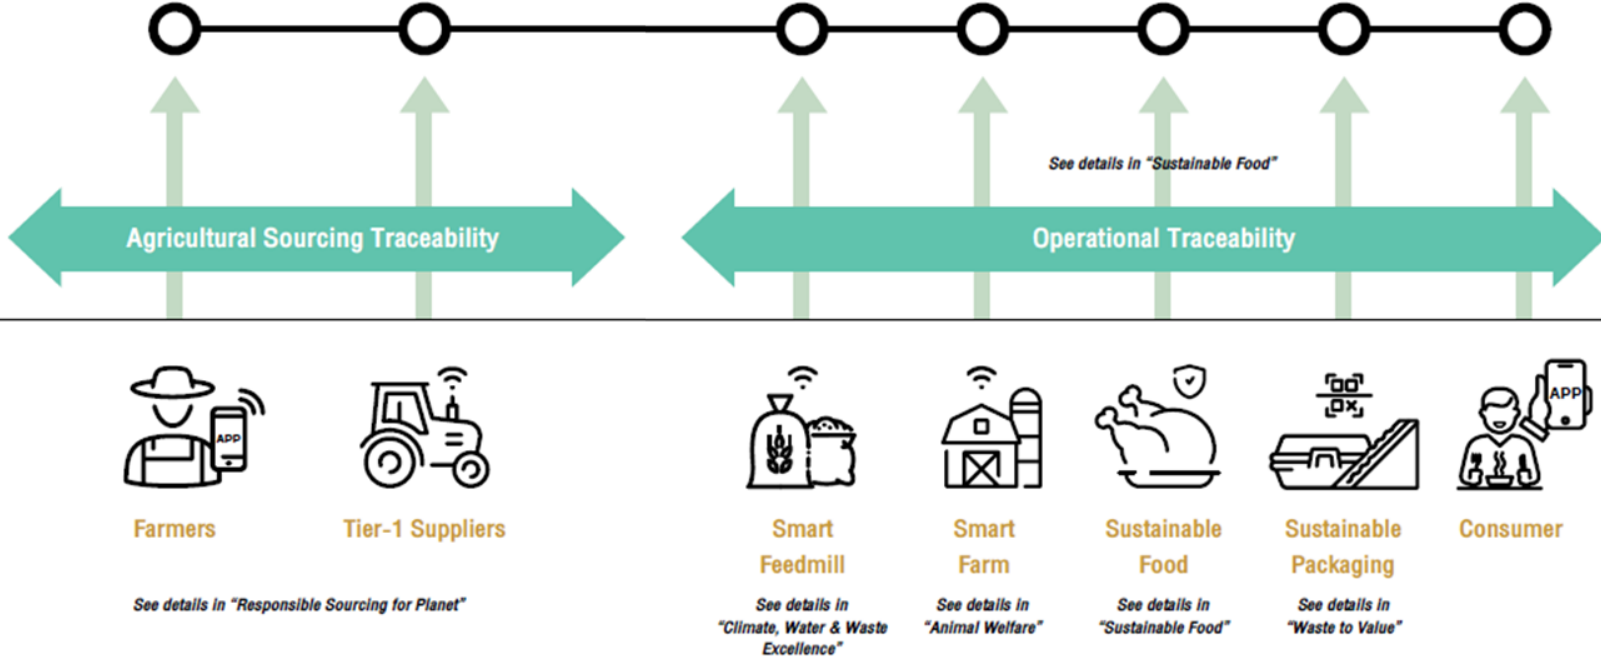 See details in “Sustainable Food”
Agricultural Sourcing Traceability
Operational Traceability
APP
APP
Farmers
Tier-1 Suppliers
Smart
Feedmill
Smart
Farm
Sustainable
Food
Sustainable
Packaging
Consumer
See details in “Responsible Sourcing for Planet”
See details in
“Climate, Water & Waste
Excellence”
See details in
“Animal Welfare”
See details in
“Sustainable Food”
See details in
“Waste to Value”